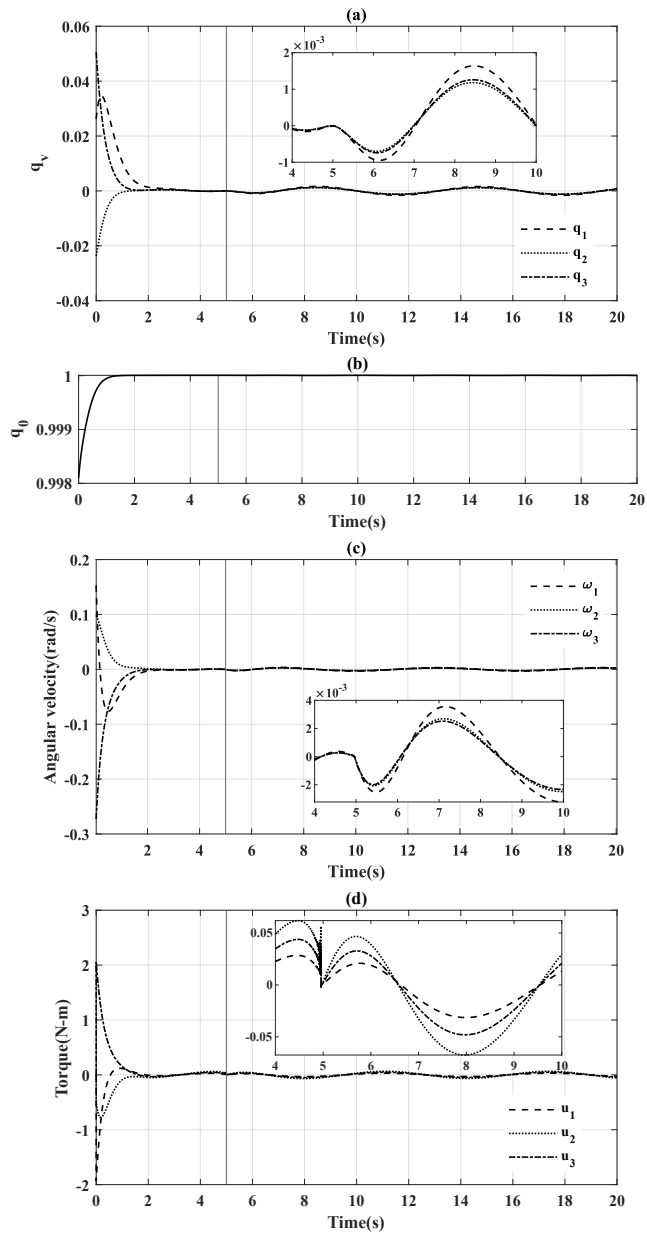 (a)
0.06
0.04
0.02
0
-0.02
-0.04
q_v
×10^-3
2
1
0
-1
4 5 6 7 8 9 10
q_1
q_2
q_3
0 2 4 6 8 10 12 14 16 18 20
Time(s)
(b)
1
0.999
0.998
q_0
0 2 4 6 8 10 12 14 16 18 20
Time(s)
(c)
0.2
0.1
0
-0.1
-0.2
-0.3
Angular velocity(rad/s)
ω_1
ω_2
ω_3
×10^-3
4
2
0
-2
4 5 6 7 8 9 10
2 4 6 8 10 12 14 16 18 20
Time(s)
(d)
3
2
1
0
-1
-2
Torque(N-m)
0.05
0
-0.05
4 5 6 7 8 9 10
u_1
u_2
u_3
0 2 4 6 8 10 12 14 16 18 20
Time(s)